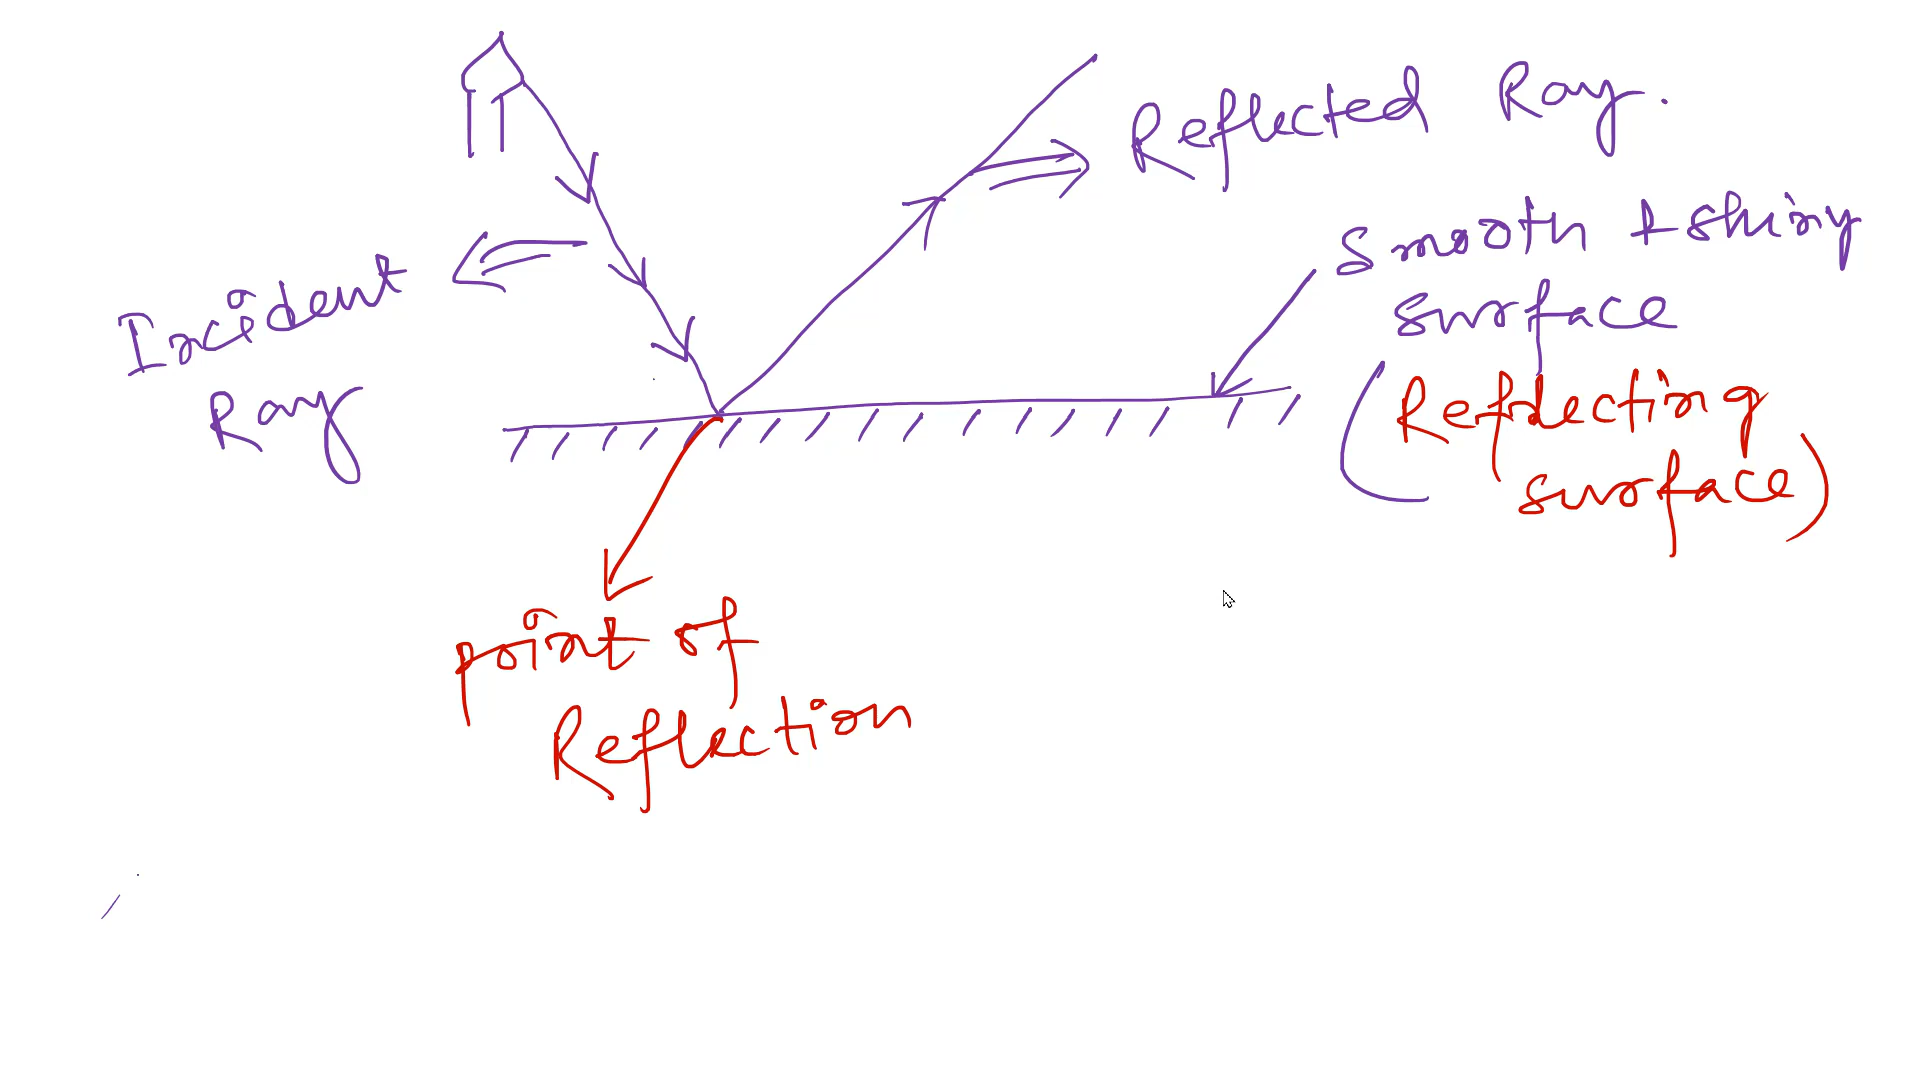 Reflected Ray.
Smooth + shiny
surface
(Reflecting
surface)
Incident
Ray
point of
Reflection